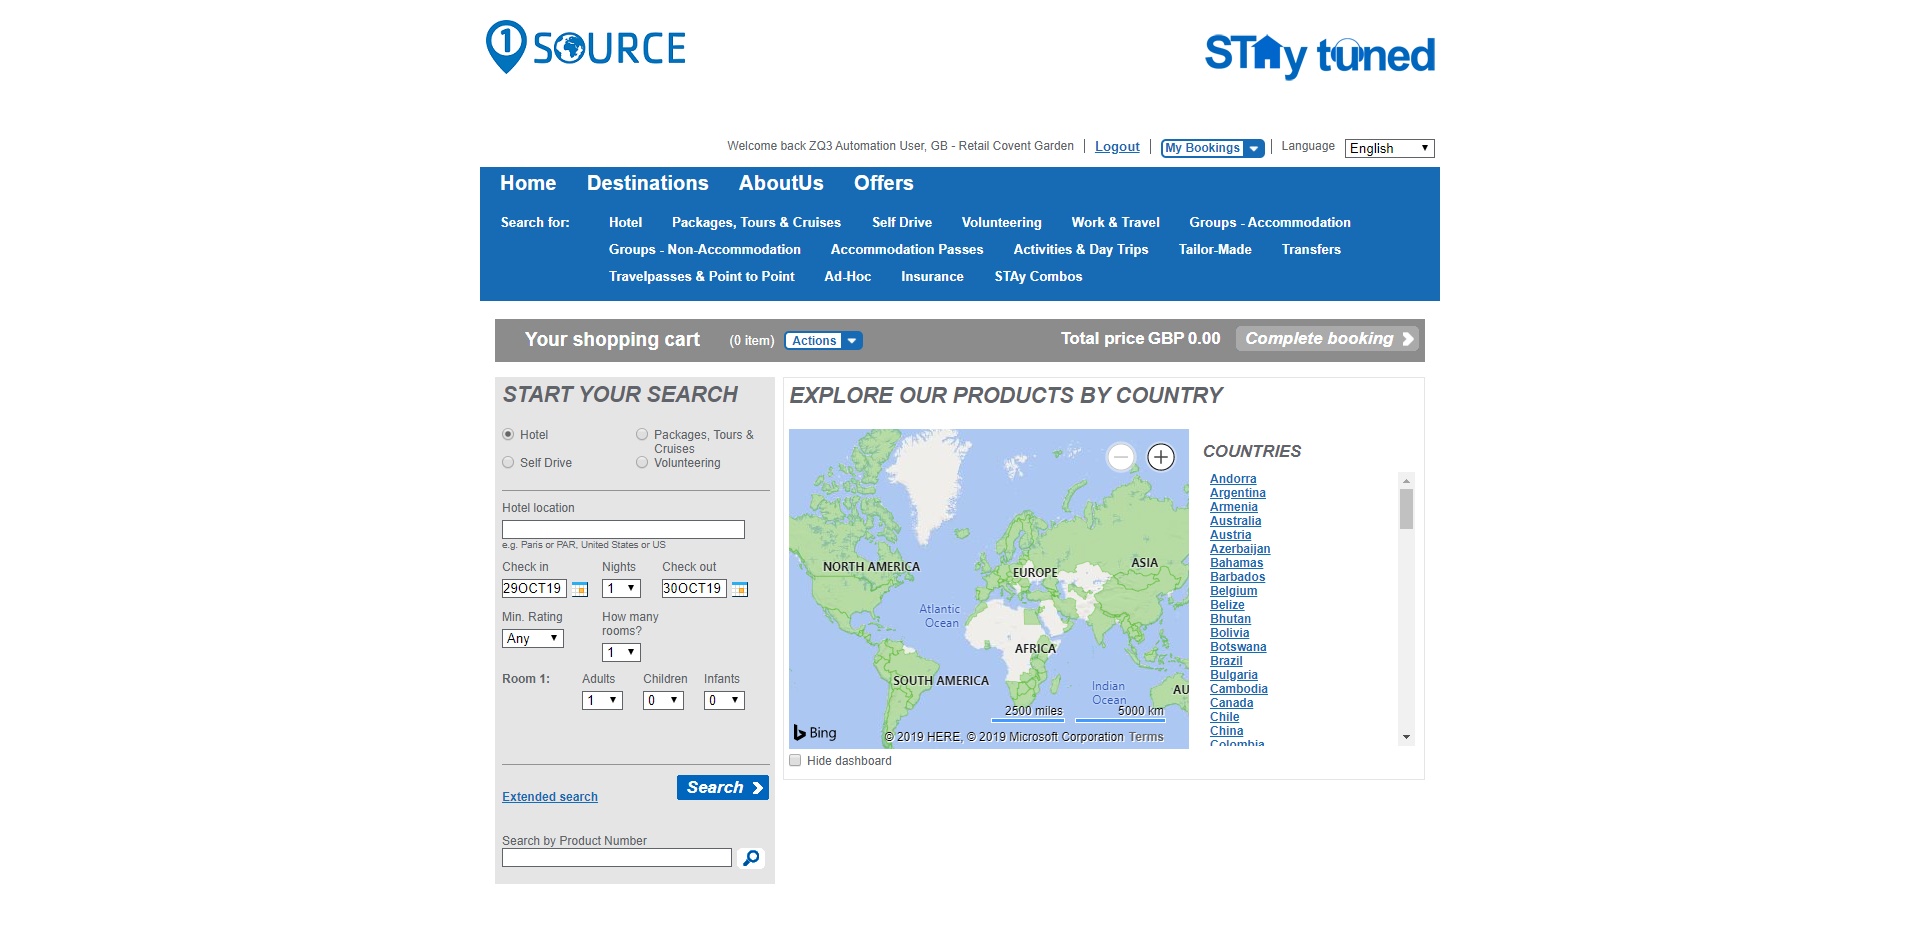 1 SOURCE
STAy tuned
Welcome back ZQ3 Automation User, GB - Retail Covent Garden
Logout
My Bookings
Language
English
Home Destinations AboutUs Offers
Search for: Hotel Packages, Tours & Cruises Self Drive Volunteering Work & Travel Groups - Accommodation
Groups - Non-Accommodation Accommodation Passes Activities & Day Trips Tailor-Made Transfers
Travelpasses & Point to Point Ad-Hoc Insurance STAy Combos
Your shopping cart (0 item) Actions Total price GBP 0.00 Complete booking
START YOUR SEARCH
Hotel
Packages, Tours &
Cruises
Self Drive
Volunteering
Hotel location
e.g. Paris or PAR, United States or US
Check in Nights Check out
29OCT19 1 30OCT19
Min. Rating How many
rooms?
Any
1
Room 1: Adults Children Infants
1 0 0
Extended search
Search
Search by Product Number
EXPLORE OUR PRODUCTS BY COUNTRY
NORTH AMERICA
EUROPE
ASIA
Atlantic
Ocean
AFRICA
SOUTH AMERICA
Indian
Ocean
AU
2500 miles 5000 km
Bing
© 2019 HERE, © 2019 Microsoft Corporation Terms
Hide dashboard
COUNTRIES
Andorra
Argentina
Armenia
Australia
Austria
Azerbaijan
Bahamas
Barbados
Belgium
Belize
Bhutan
Bolivia
Botswana
Brazil
Bulgaria
Cambodia
Canada
Chile
China
Colombia